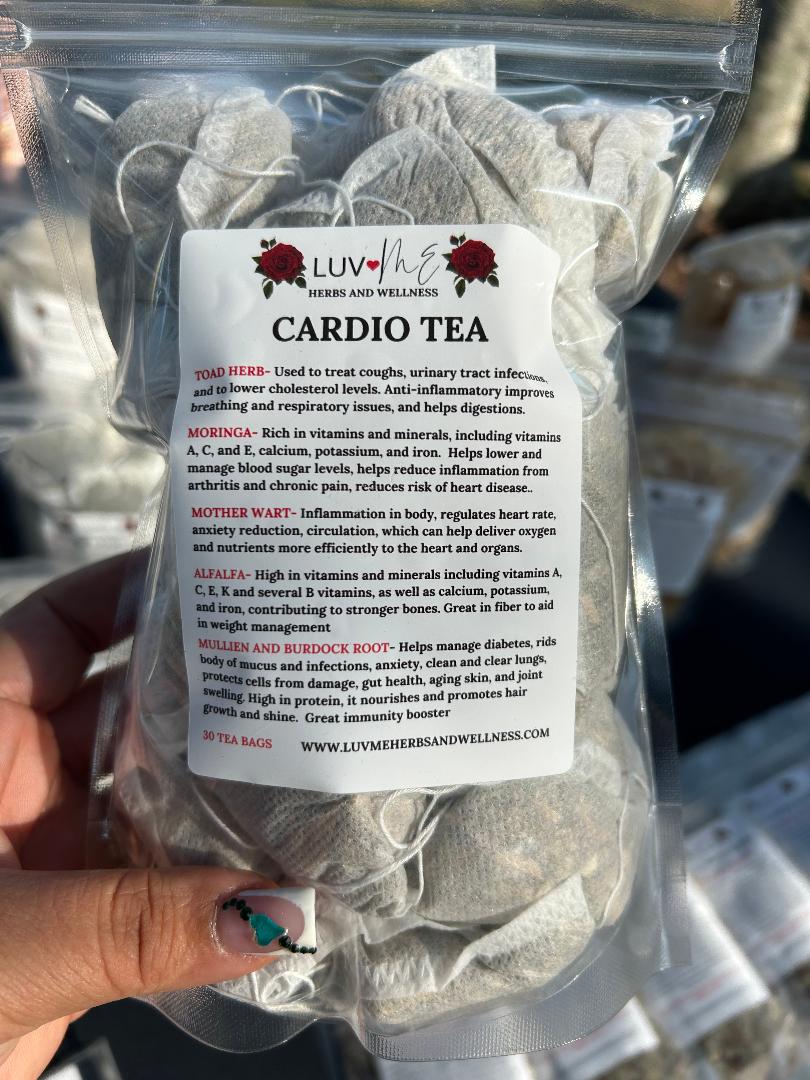 LUV ME
HERBS AND WELLNESS
CARDIO TEA
TOAD HERB- Used to treat coughs, urinary tract infections,
and to lower cholesterol levels. Anti-inflammatory improves
breathing and respiratory issues, and helps digestions.
MORINGA- Rich in vitamins and minerals, including vitamins
A, C, and E, calcium, potassium, and iron. Helps lower and
manage blood sugar levels, helps reduce inflammation from
arthritis and chronic pain, reduces risk of heart disease..
MOTHER WART- Inflammation in body, regulates heart rate,
anxiety reduction, circulation, which can help deliver oxygen
and nutrients more efficiently to the heart and organs.
ALFALFA- High in vitamins and minerals including vitamins A,
C, E, K and several B vitamins, as well as calcium, potassium,
and iron, contributing to stronger bones. Great in fiber to aid
in weight management
MULLIEN AND BURDOCK ROOT- Helps manage diabetes, rids
body of mucus and infections, anxiety, clean and clear lungs,
protects cells from damage, gut health, aging skin, and joint
swelling. High in protein, it nourishes and promotes hair
growth and shine. Great immunity booster
30 TEA BAGS WWW.LUVMEHERBSANDWELLNESS.COM